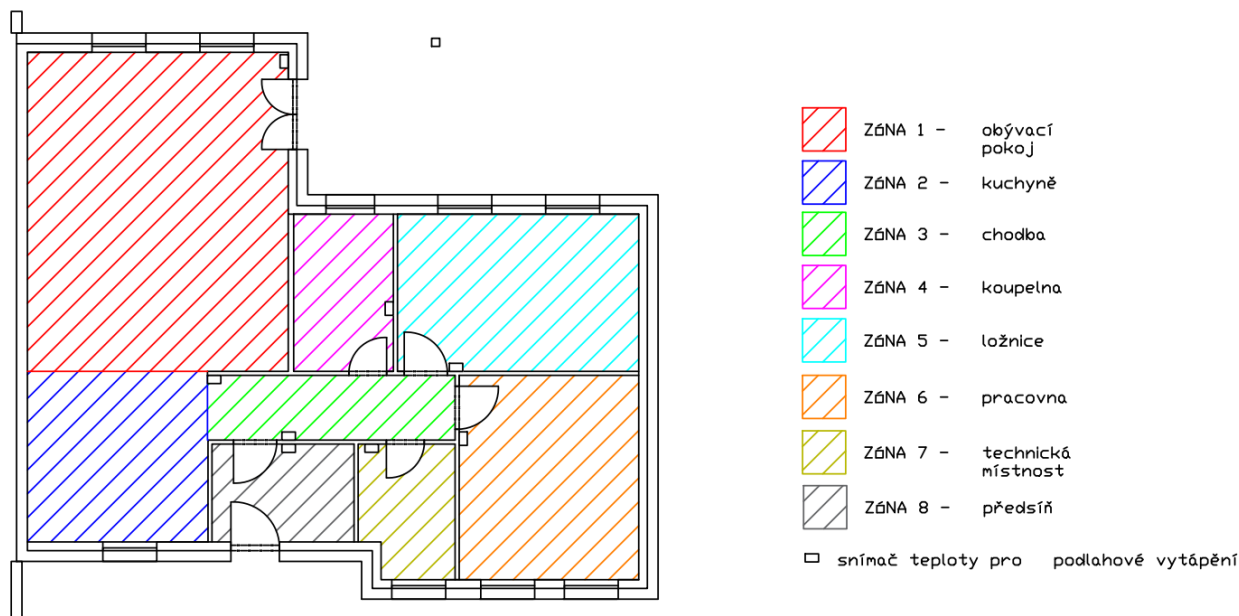 ZóNA 1 - obývací
pokoj
ZóNA 2 - kuchyně
ZóNA 3 - chodba
ZóNA 4 - koupelna
ZóNA 5 - ložnice
ZóNA 6 - pracovna
ZóNA 7 - technická
místnost
ZóNA 8 - předsíň
snímač teploty pro podlahové vytápění